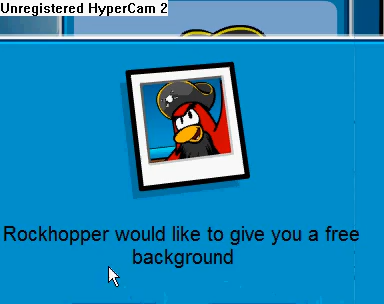 Unregistered HyperCam 2
Rockhopper would like to give you a free
background